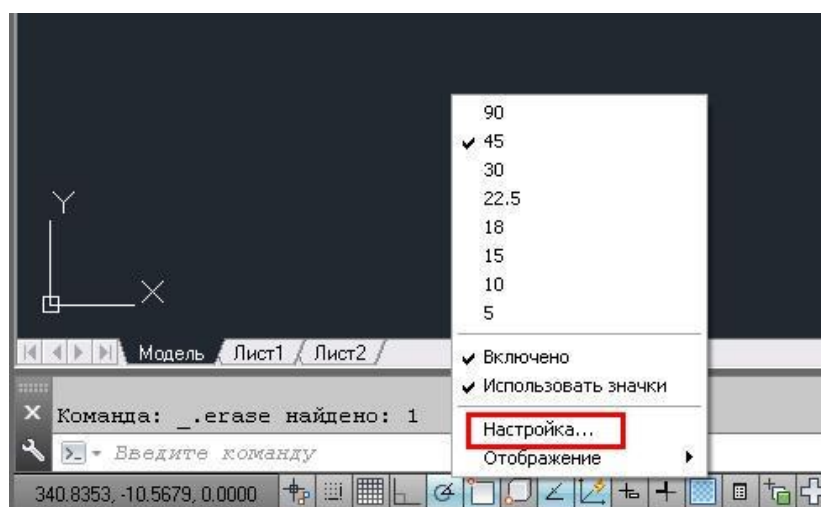 90
45
30
22.5
18
15
10
5
Включено
Использовать значки
Настройка...
Отображение
Y
X
Модель / Лист1 / Лист2 /
Команда: _.erase найдено: 1
Введите команду
340.8353, -10.5679, 0.0000